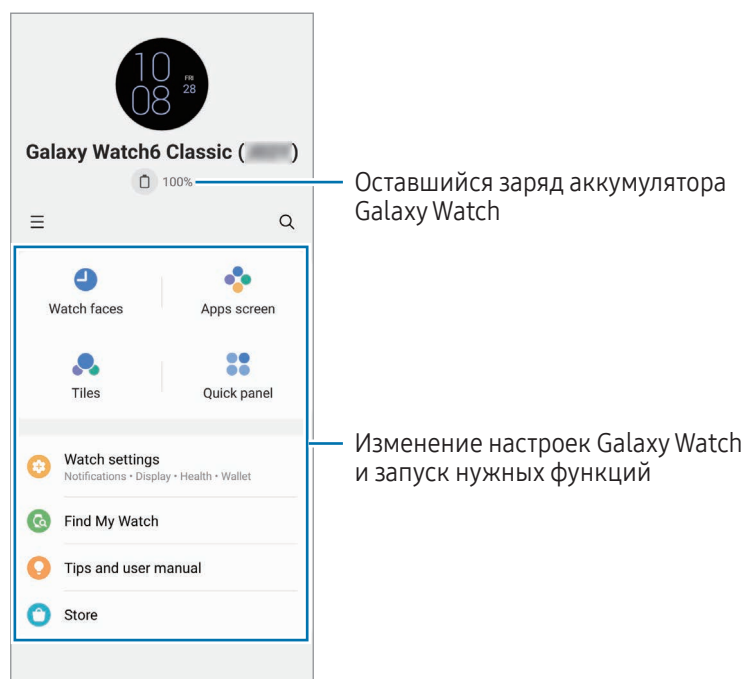 10
08
FRI
28
Galaxy Watch6 Classic ( )
100%
Оставшийся заряд аккумулятора
Galaxy Watch
Watch faces
Apps screen
Tiles
Quick panel
Watch settings
Notifications • Display • Health • Wallet
Find My Watch
Tips and user manual
Store
Изменение настроек Galaxy Watch
и запуск нужных функций